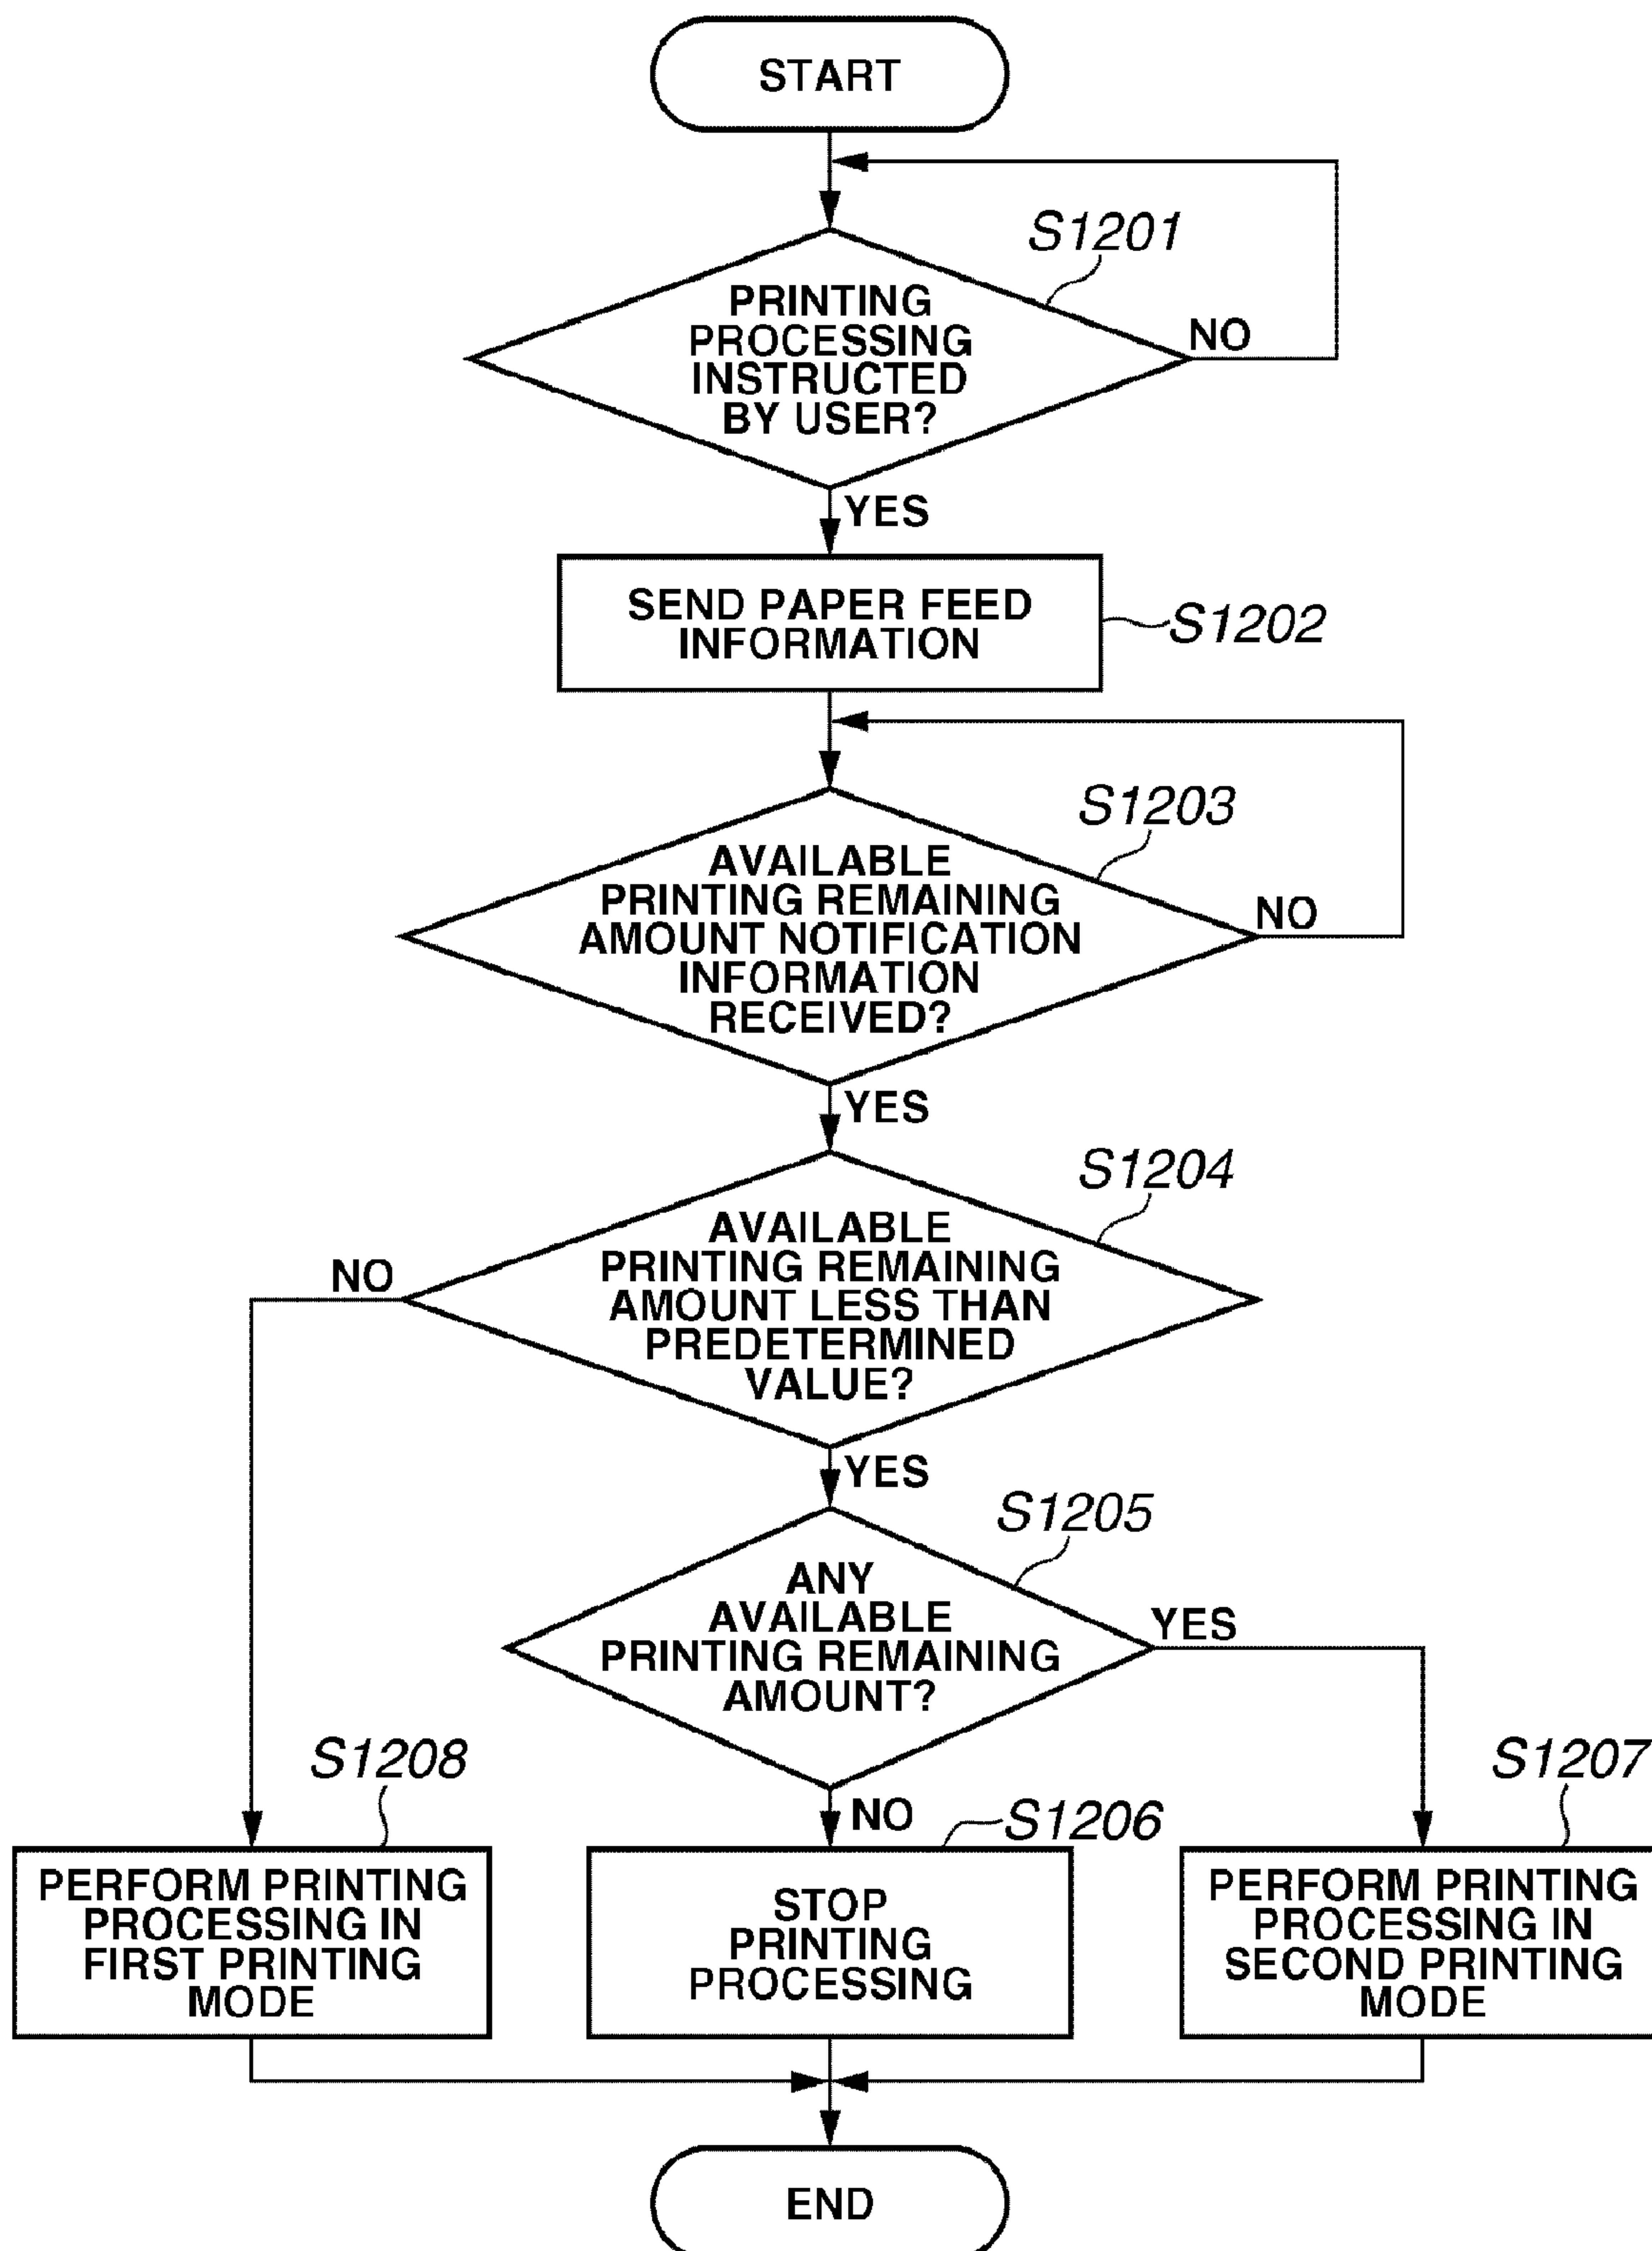 START
S1201
PRINTING
PROCESSING
INSTRUCTED
BY USER?
NO
YES
SEND PAPER FEED
INFORMATION
S1202
S1203
AVAILABLE
PRINTING REMAINING
AMOUNT NOTIFICATION
INFORMATION
RECEIVED?
NO
YES
S1204
AVAILABLE
PRINTING REMAINING
AMOUNT LESS THAN
PREDETERMINED
VALUE?
NO
YES
S1205
ANY
AVAILABLE
PRINTING REMAINING
AMOUNT?
YES
NO
S1208
PERFORM PRINTING
PROCESSING IN
FIRST PRINTING
MODE
S1206
STOP
PRINTING
PROCESSING
S1207
PERFORM PRINTING
PROCESSING IN
SECOND PRINTING
MODE
END